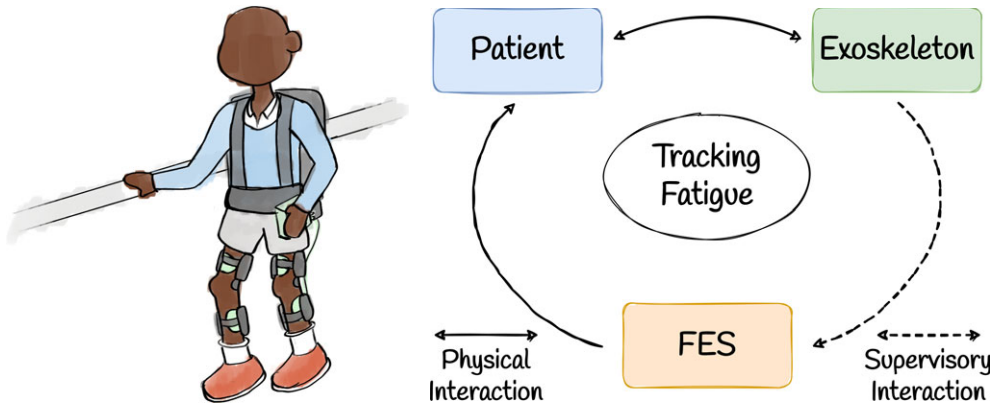 Patient
Exoskeleton
Tracking
Fatigue
FES
Physical
Interaction
Supervisory
Interaction